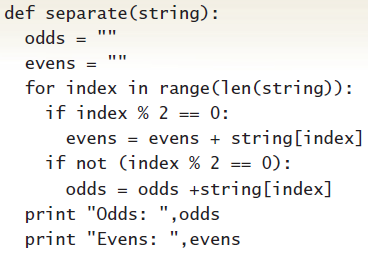 def separate(string):
  odds = ""
  evens = ""
  for index in range(len(string)):
    if index % 2 == 0:
      evens = evens + string[index]
    if not (index % 2 == 0):
      odds = odds +string[index]
  print "Odds: ",odds
  print "Evens: ",evens